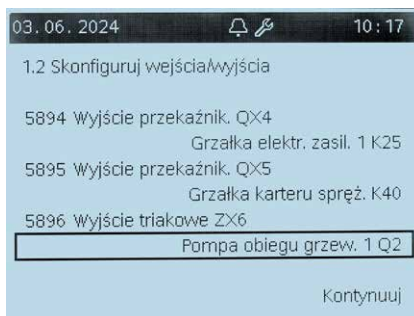 03.06.2024 10:17
1.2 Skonfiguruj wejścia/wyjścia
5894 Wyjście przekaźnik. QX4
Grzałka elektr. zasil. 1 K25
5895 Wyjście przekaźnik. QX5
Grzałka karteru spręż. K40
5896 Wyjście triakowe ZX6
Pompa obiegu grzew. 1 Q2
Kontynuuj